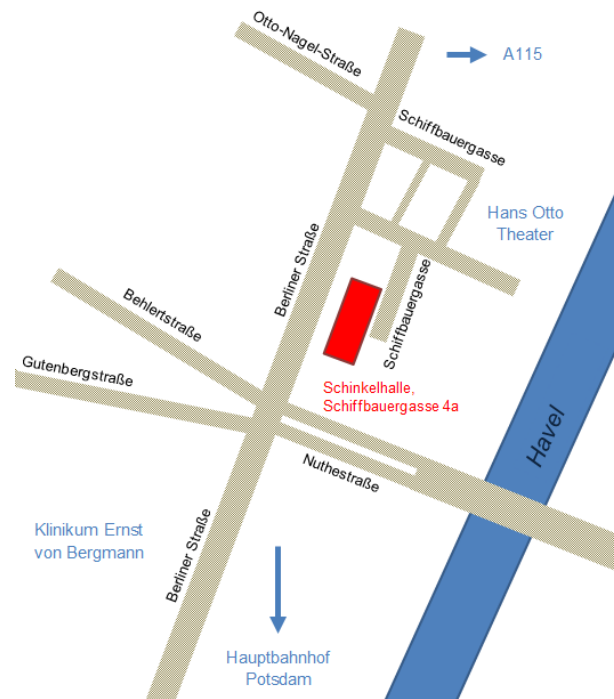 Otto-Nagel-Straße
A115
Schiffbauergasse
Hans Otto
Theater
Berliner Straße
Schiffbauergasse
Behlertstraße
Gutenbergstraße
Schinkelhalle,
Schiffbauergasse 4a
Havel
Nuthestraße
Klinikum Ernst
von Bergmann
Berliner Straße
Hauptbahnhof
Potsdam